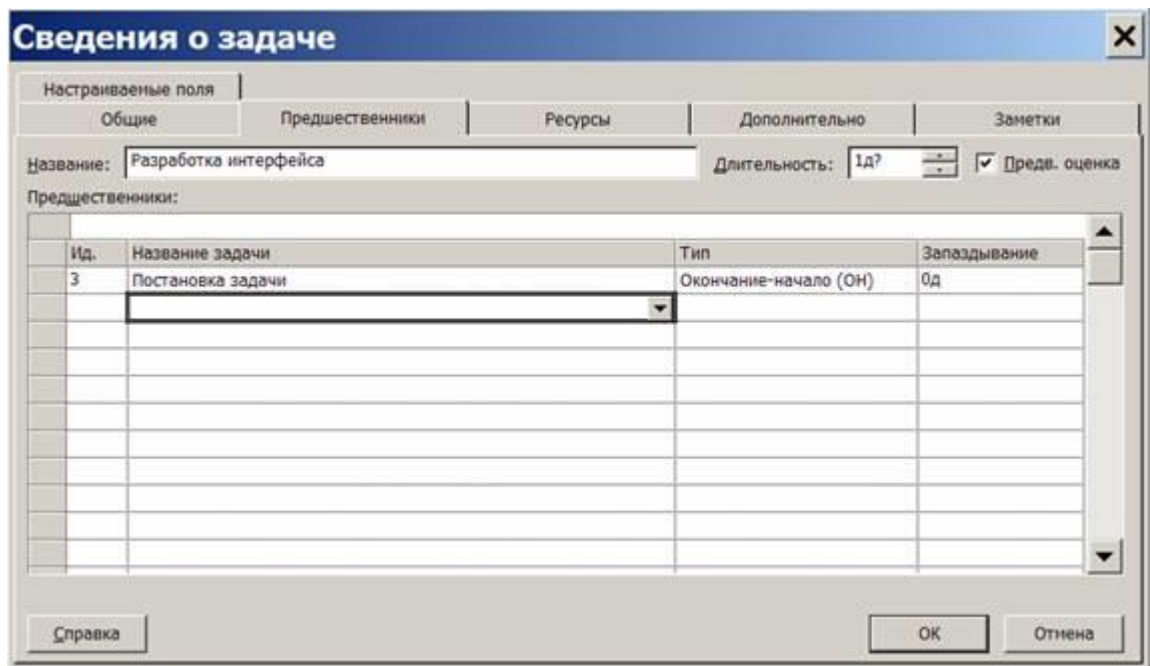 Сведения о задаче
Настраиваемые поля
Общие Предшественники Ресурсы Дополнительно Заметки
Название: Разработка интерфейса Длительность: 1д? Предв. оценка
Предшественники:
Ид. Название задачи Тип Запаздывание
3 Постановка задачи Окончание-начало (ОН) 0д
Справка ОК Отмена